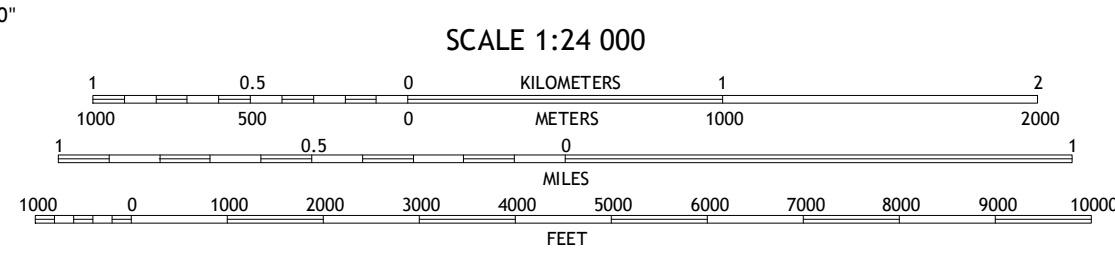 0"
SCALE 1:24 000
1 0.5 0 KILOMETERS 1 2
1000 500 0 METERS 1000 2000
1 0.5 0 1
MILES
1000 0 1000 2000 3000 4000 5000 6000 7000 8000 9000 10000
FEET